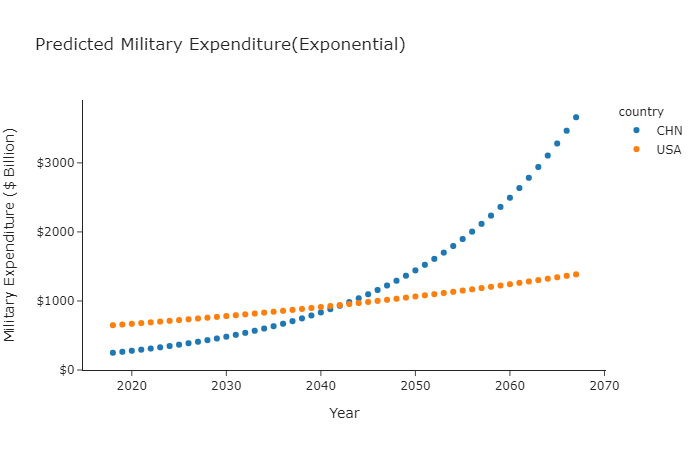 Predicted Military Expenditure(Exponential)
country
CHN
USA
Military Expenditure ($ Billion)
$3000
$2000
$1000
$0
2020 2030 2040 2050 2060 2070
Year